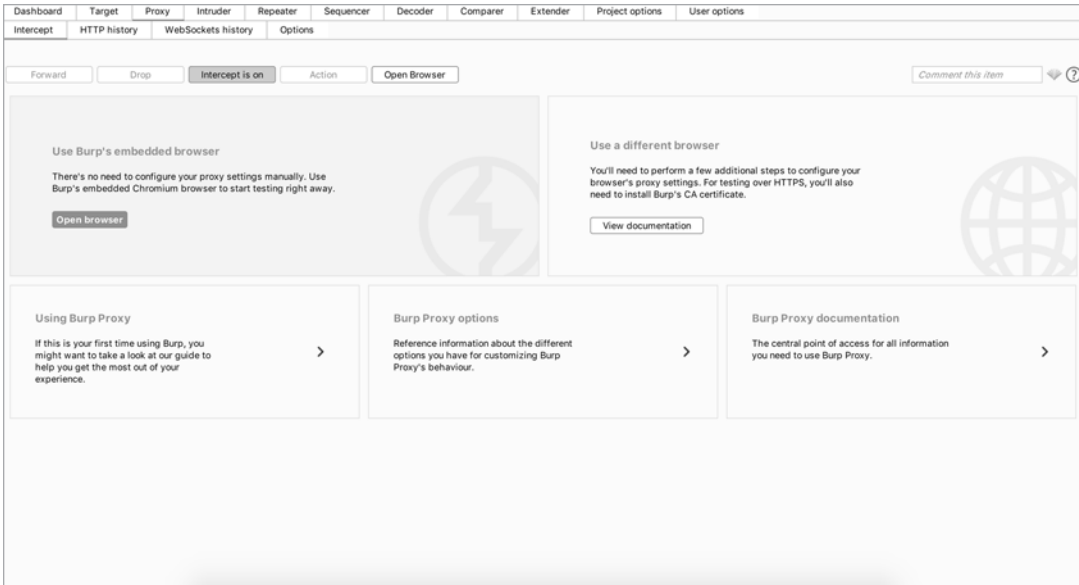 Dashboard Target Proxy Intruder Repeater Sequencer Decoder Comparer Extender Project options User options
Intercept HTTP history WebSockets history Options
Forward Drop Intercept is on Action Open Browser Comment this item ?
Use Burp's embedded browser
There's no need to configure your proxy settings manually. Use
Burp's embedded Chromium browser to start testing right away.
Open browser
Use a different browser
You'll need to perform a few additional steps to configure your
browser's proxy settings. For testing over HTTPS, you'll also
need to install Burp's CA certificate.
View documentation
Using Burp Proxy
If this is your first time using Burp, you
might want to take a look at our guide to
help you get the most out of your
experience.
Burp Proxy options
Reference information about the different
options you have for customizing Burp
Proxy's behaviour.
Burp Proxy documentation
The central point of access for all information
you need to use Burp Proxy.